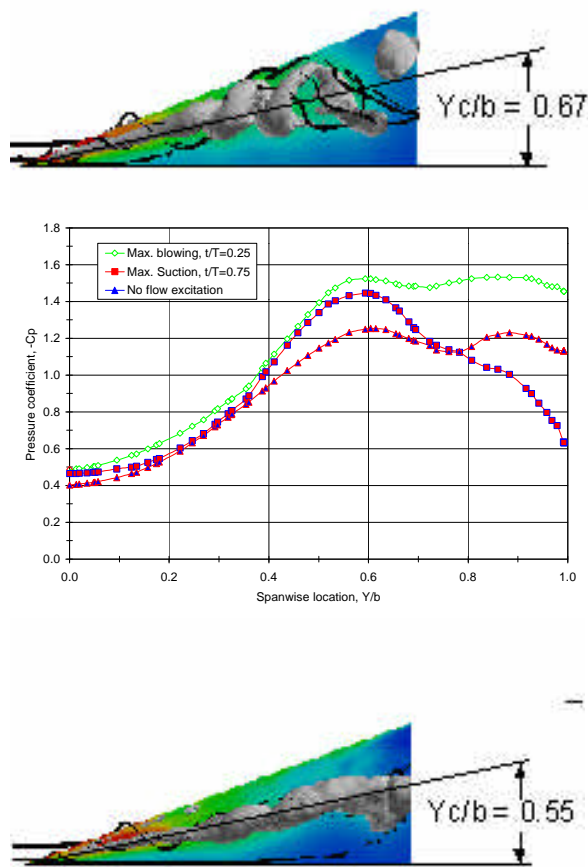 Yc/b = 0.67
1.8
1.6
1.4
1.2
1.0
0.8
0.6
0.4
0.2
0.0
Pressure coefficient, -Cp
Max. blowing, t/T=0.25
Max. Suction, t/T=0.75
No flow excitation
0.0 0.2 0.4 0.6 0.8 1.0
Spanwise location, Y/b
Yc/b = 0.55